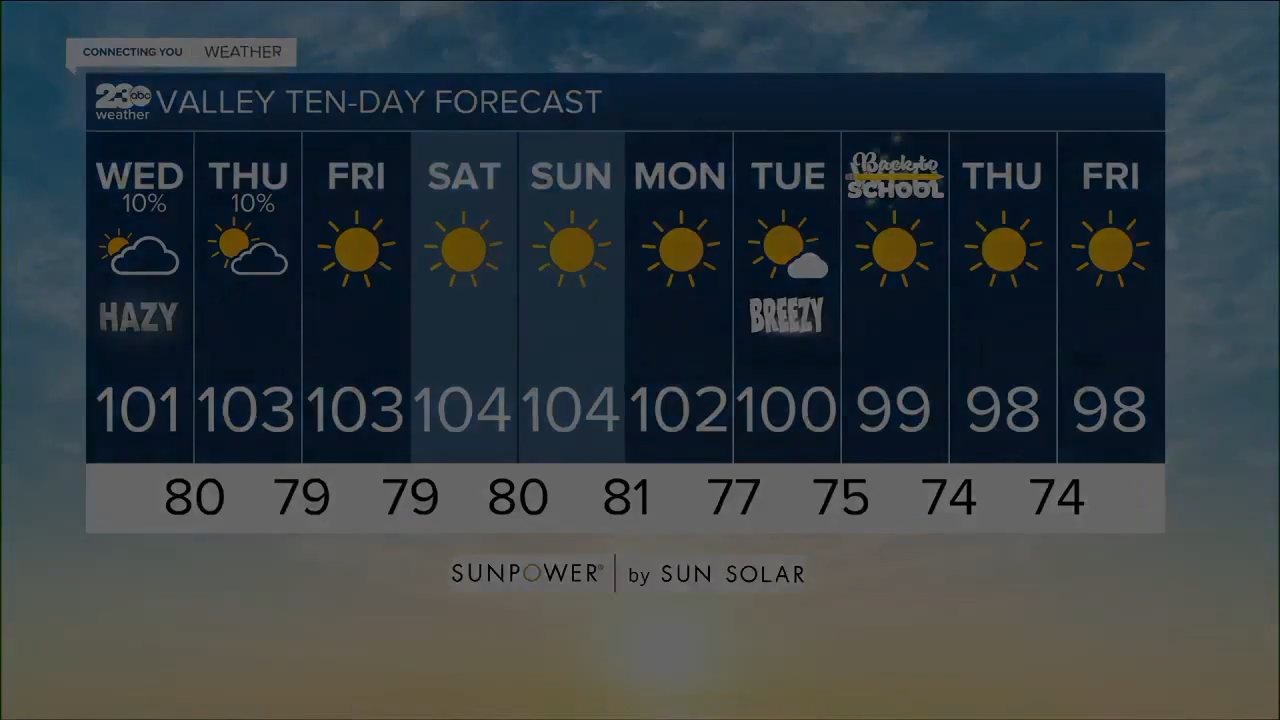 CONNECTING YOU WEATHER
23 abc
weather
VALLEY TEN-DAY FORECAST
WED THU FRI SAT SUN MON TUE Back to SCHOOL THU FRI
10% 10%
HAZY BREEZY
101 103 103 104 104 102 100 99 98 98
80 79 79 80 81 77 75 74 74
SUNPOWER® | by SUN SOLAR